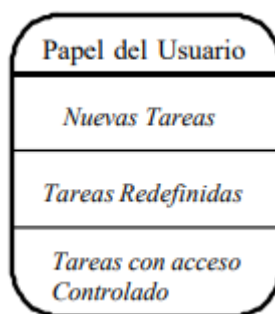 Papel del Usuario
Nuevas Tareas
Tareas Redefinidas
Tareas con acceso
Controlado